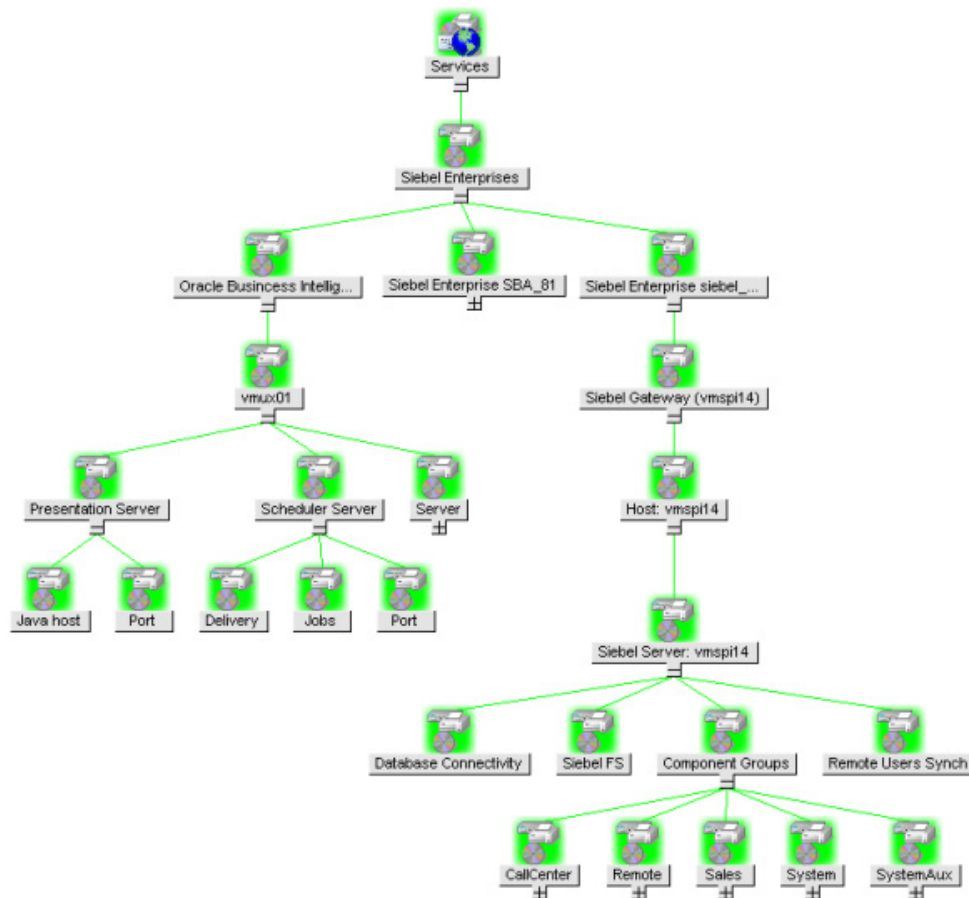 Services
Siebel Enterprises
Oracle Busincess Intellig...
Siebel Enterprise SBA_81
Siebel Enterprise siebel_...
vmux01
Siebel Gateway (vmspi14)
Presentation Server
Scheduler Server
Server
Host: vmspi14
Java host
Port
Delivery
Jobs
Port
Siebel Server: vmspi14
Database Connectivity
Siebel FS
Component Groups
Remote Users Synch
CallCenter
Remote
Sales
System
SystemAux